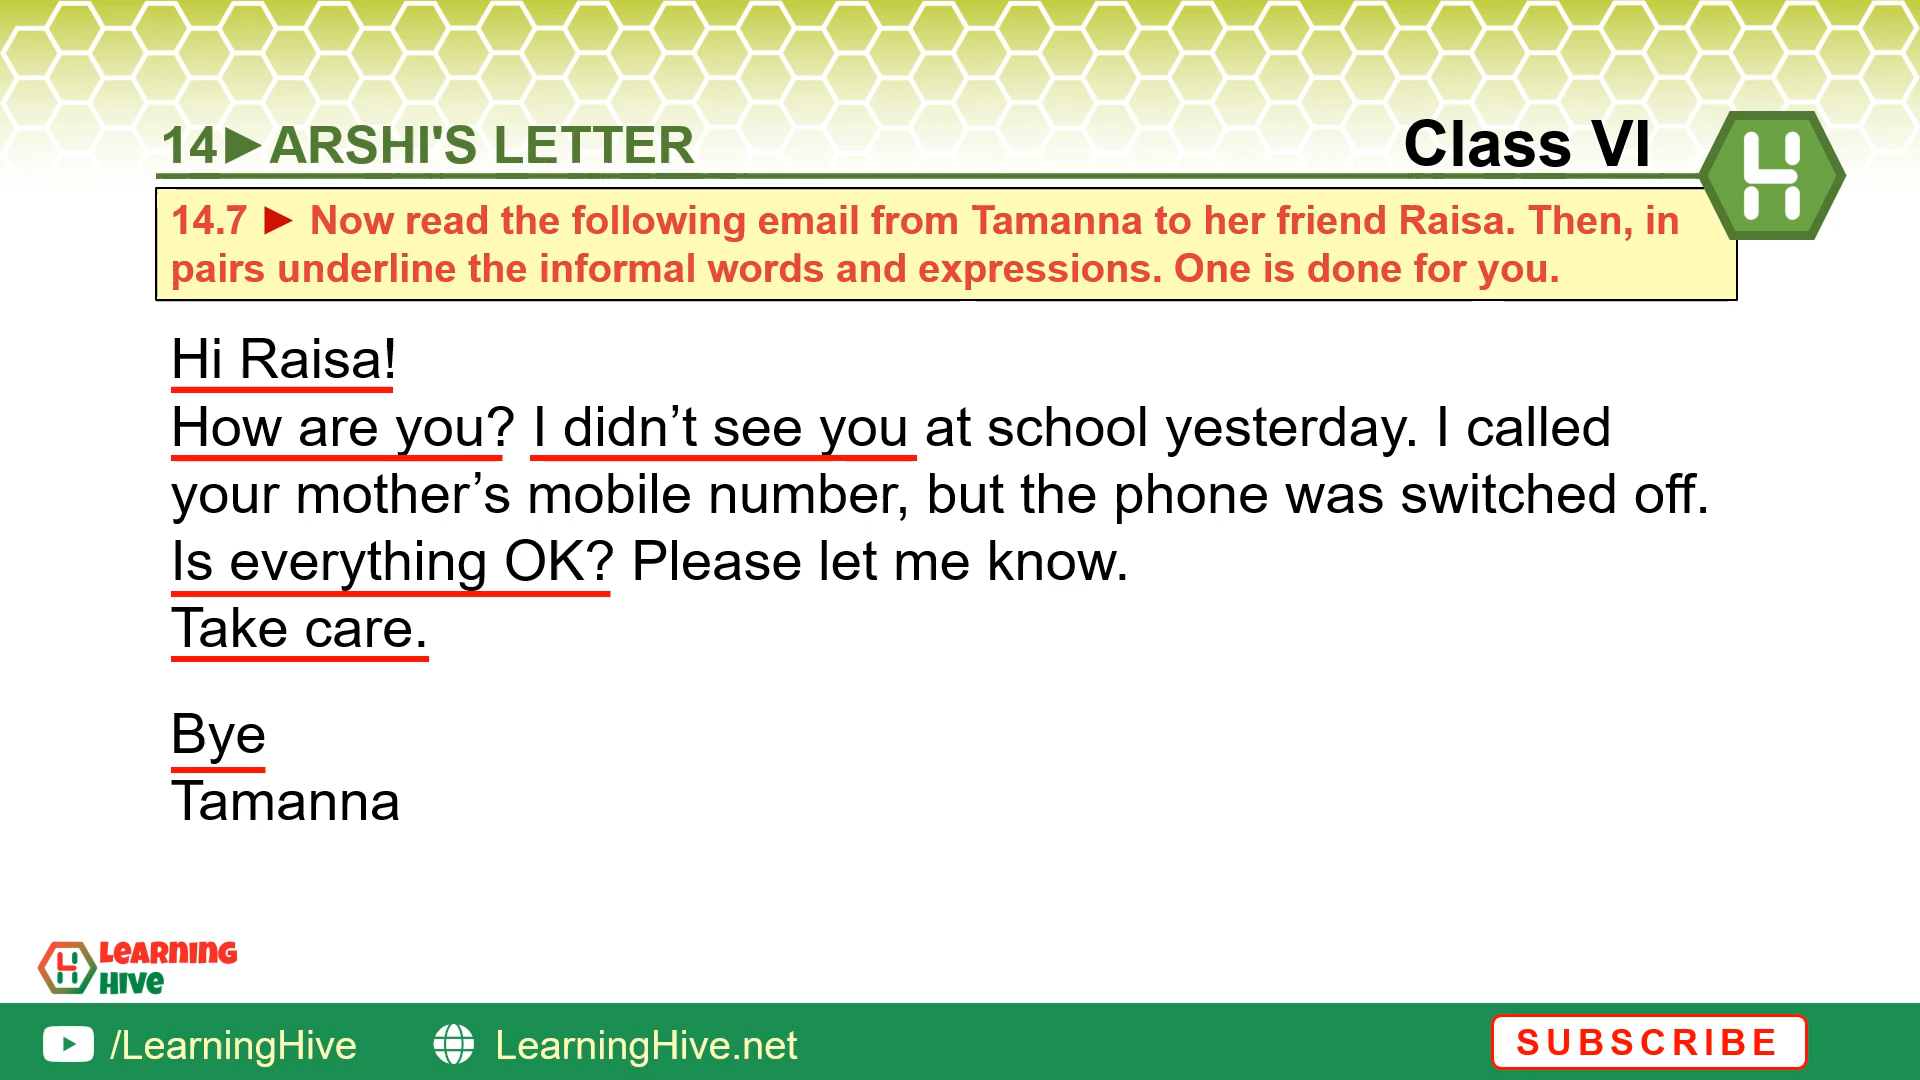 14►ARSHI'S LETTER
Class VI
14.7 ► Now read the following email from Tamanna to her friend Raisa. Then, in
pairs underline the informal words and expressions. One is done for you.
Hi Raisa!
How are you? I didn’t see you at school yesterday. I called
your mother’s mobile number, but the phone was switched off.
Is everything OK? Please let me know.
Take care.
Bye
Tamanna
LEARNING
HIVE
/LearningHive
LearningHive.net
SUBSCRIBE